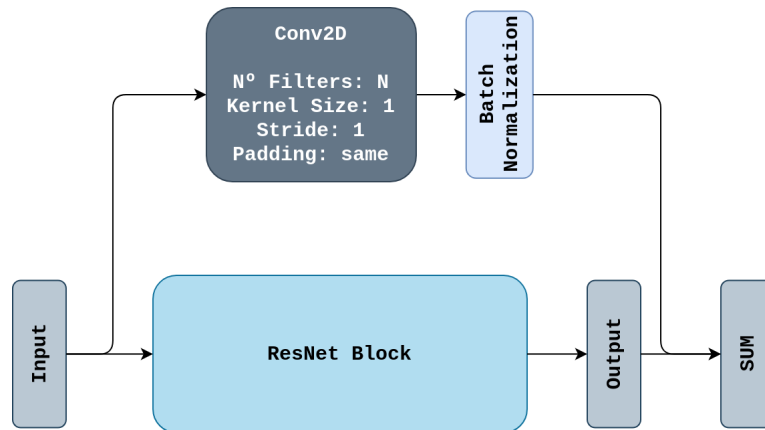 Conv2D
Nº Filters: N
Kernel Size: 1
Stride: 1
Padding: same
Batch
Normalization
Input
ResNet Block
Output
SUM